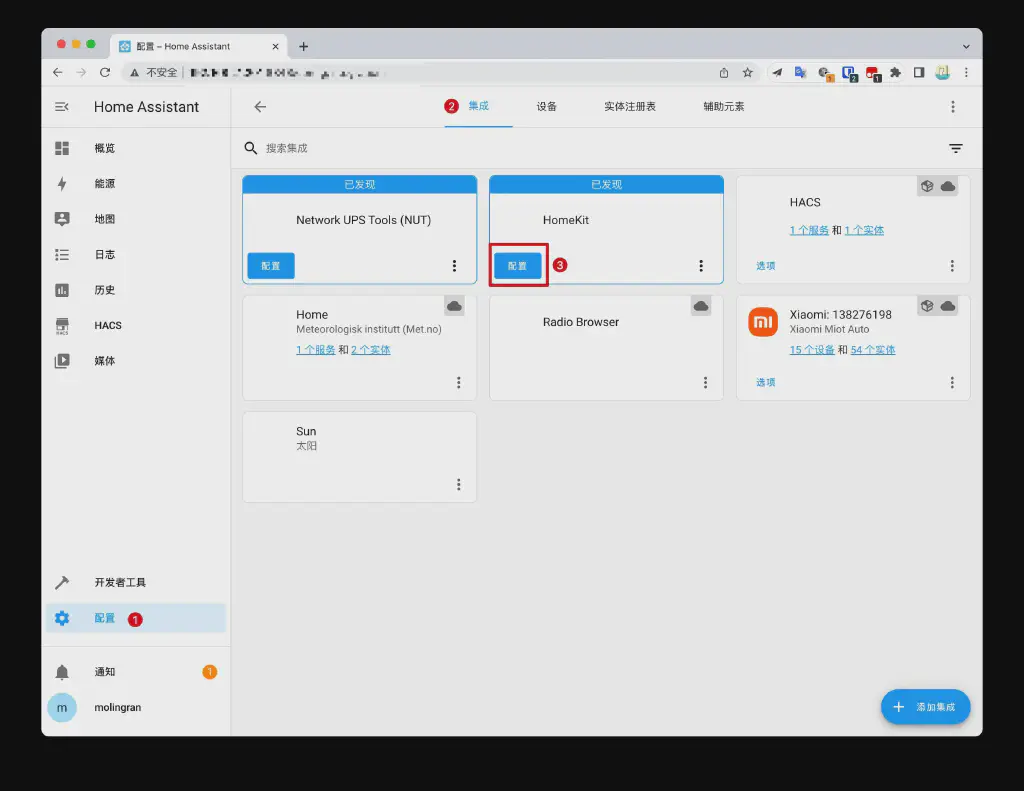 配置 – Home Assistant
不安全
2
1
1
Home Assistant
2 集成
设备
实体注册表
辅助元素
概览
能源
地图
日志
历史
HACS
HACS
媒体
开发者工具
配置 1
通知 1
m molingran
搜索集成
已发现
Network UPS Tools (NUT)
配置
已发现
HomeKit
配置 3
HACS
1 个服务 和 1 个实体
选项
Home
Meteorologisk institutt (Met.no)
1 个服务 和 2 个实体
Radio Browser
mi
Xiaomi: 138276198
Xiaomi Miot Auto
15 个设备 和 54 个实体
选项
Sun
太阳
添加集成